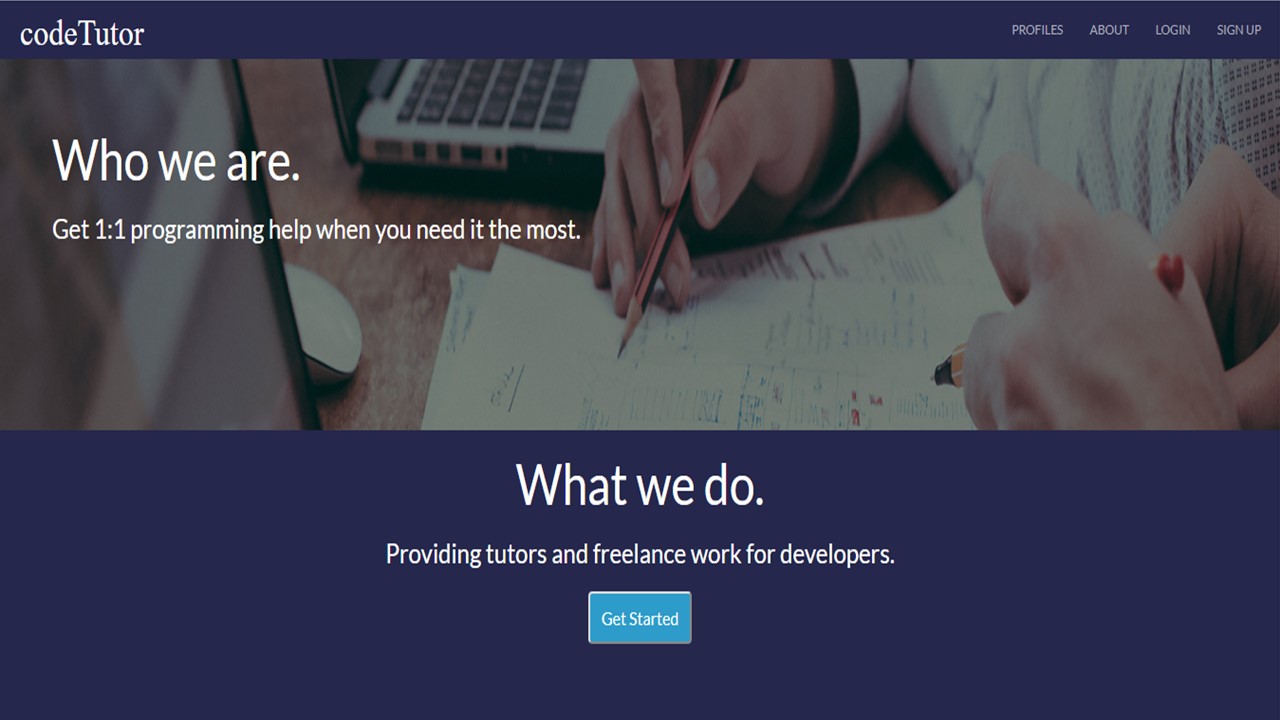 codeTutor
PROFILES ABOUT LOGIN SIGN UP
Who we are.
Get 1:1 programming help when you need it the most.
What we do.
Providing tutors and freelance work for developers.
Get Started